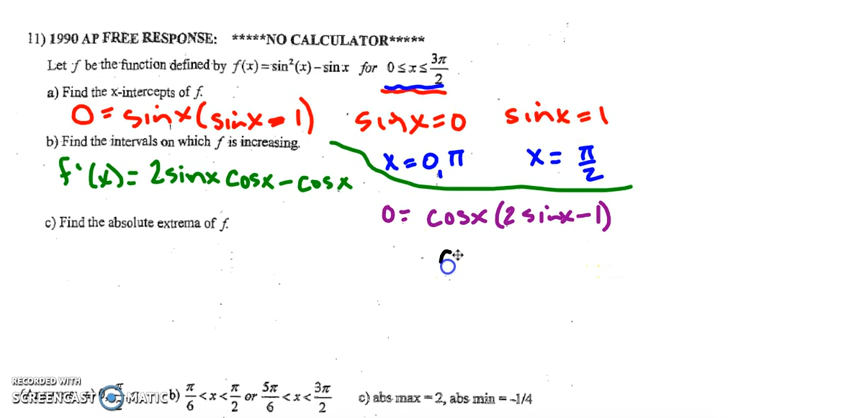 11) 1990 AP FREE RESPONSE: *****NO CALCULATOR*****
Let f be the function defined by f(x)=sin²(x)−sin x for 0≤x≤3π/2
a) Find the x-intercepts of f.
0 = sinx(sinx-1) sinx=0 sinx=1
b) Find the intervals on which f is increasing.
x=0,π x=π/2
f'(x)=2sinxcosx-cosx
0= cosx(2sinx-1)
c) Find the absolute extrema of f.
RECORDED WITH
SCREENCAST MATIC
b) π/6<x<π/2 or 5π/6<x<3π/2 c) abs max = 2, abs min = -1/4